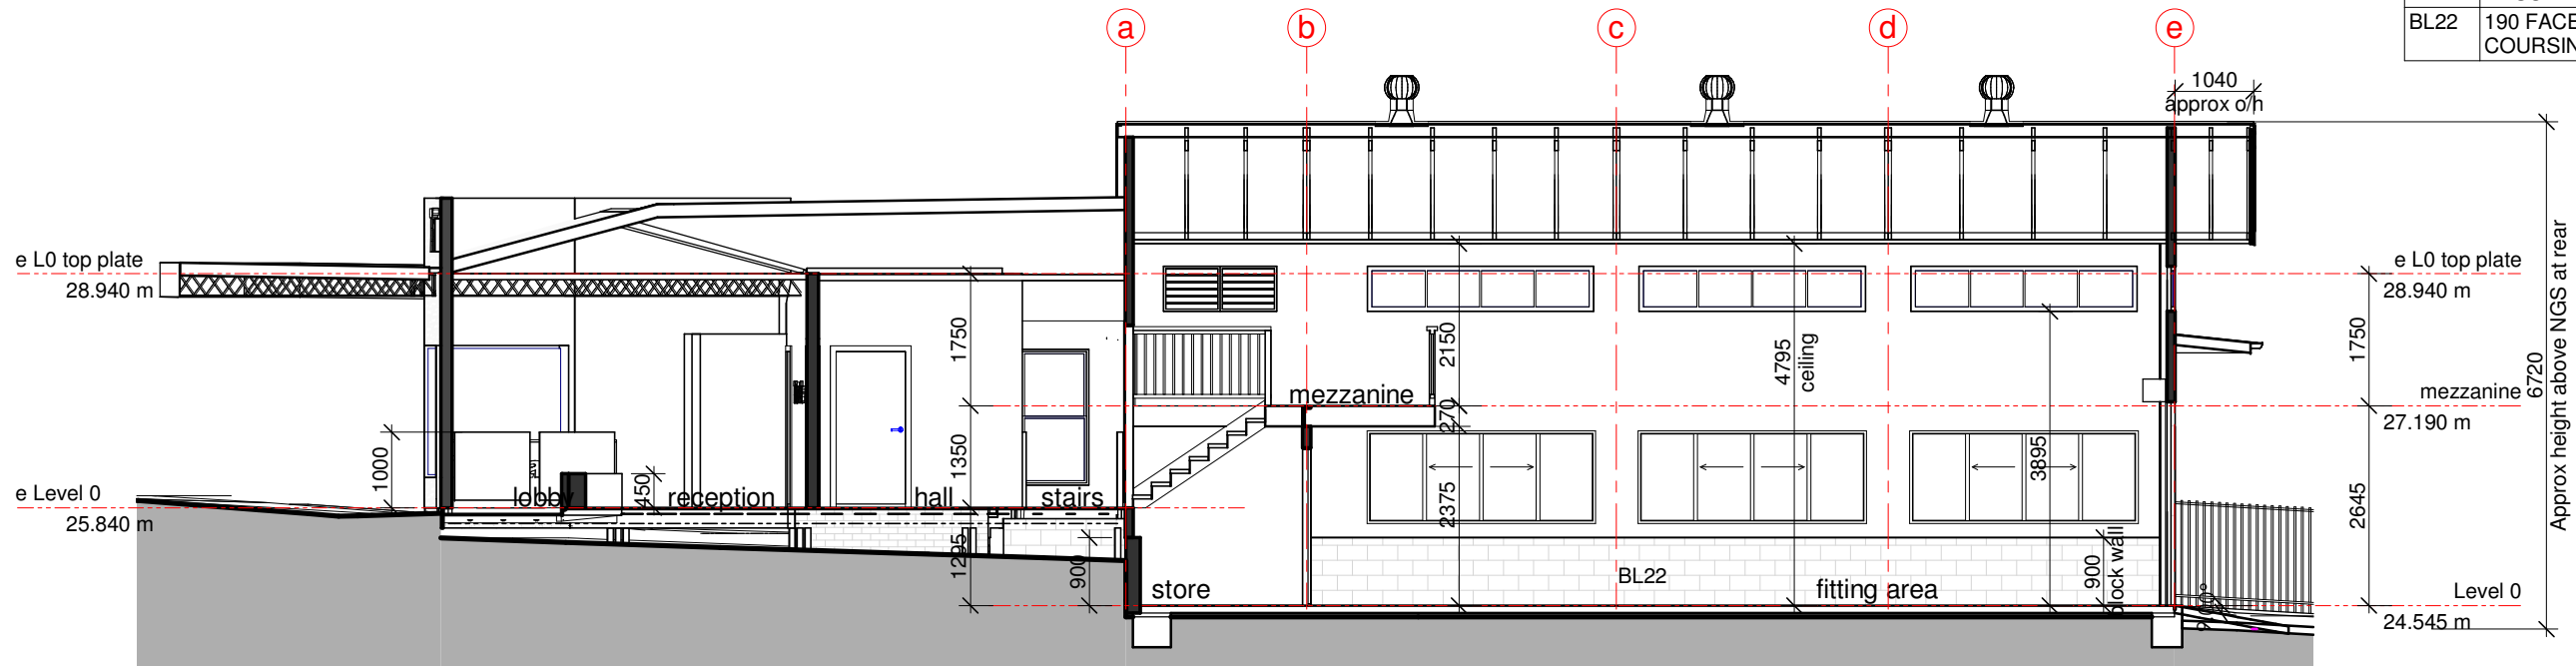 a
b
c
d
e
BL22
190 FACE
COURSIN
1040
approx o/h
e L0 top plate
28.940 m
e L0 top plate
28.940 m
1750
1350
1295
900
1000
450
2150
270
2375
4795
ceiling
3895
900
block wall
1750
2645
6720
Approx height above NGS at rear
mezzanine
mezzanine
27.190 m
e Level 0
25.840 m
lobby
reception
hall
stairs
store
BL22
fitting area
Level 0
24.545 m